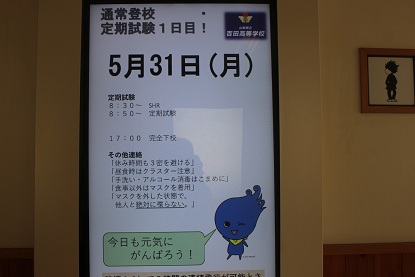 通常登校
定期試験１日目！
吉田高等学校
５月３１日（月）
定期試験
８：３０～　SHR
８：５０～　定期試験
１７：００　完全下校
その他連絡
「休み時間も３密を避ける」
「昼食時はクラスター注意」
「手洗い・アルコール消毒はこまめに」
「食事以外はマスクを着用」
「マスクを外した状態で、
他人と絶対に喋らない。」
今日も元気に
がんばろう！